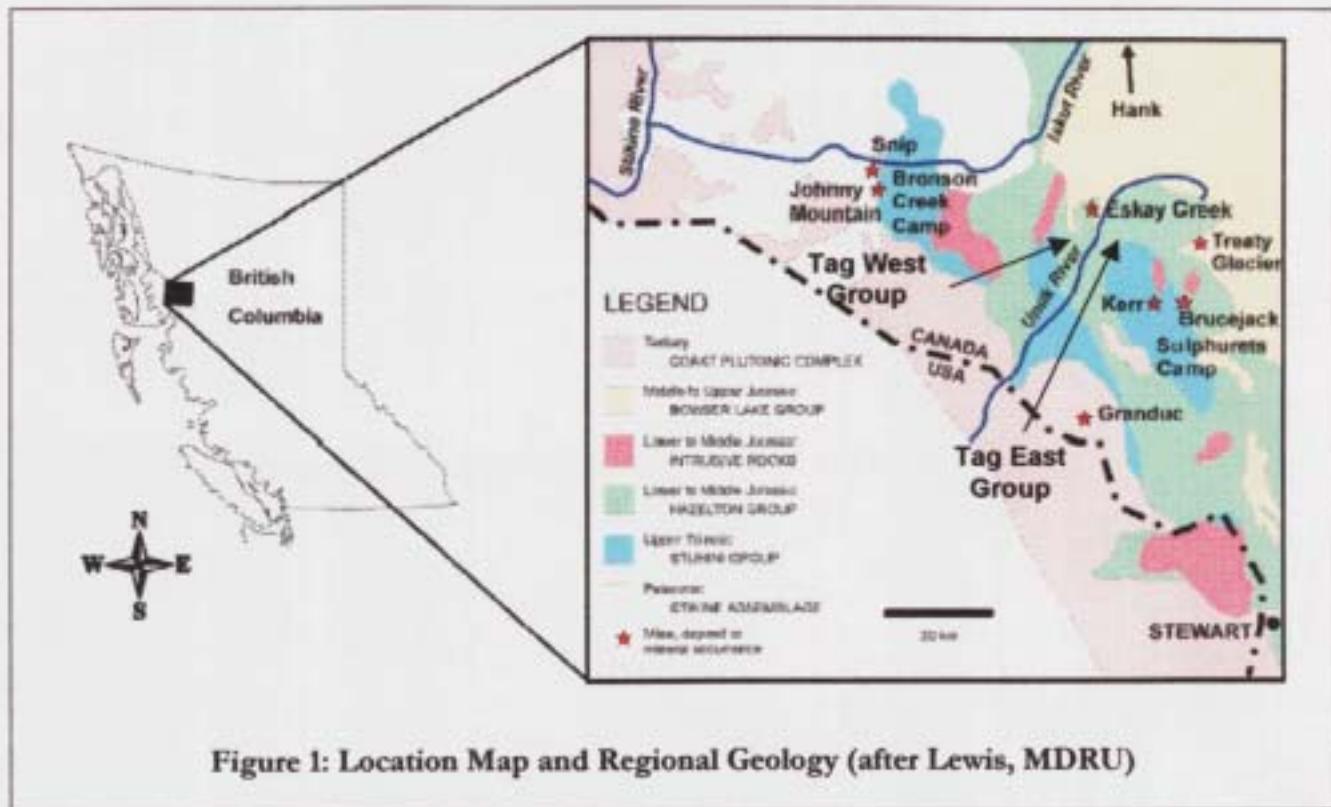 British
Columbia
N
W E
S
Stikine River
Iskut River
Hank
Snip
Johnny
Mountain
Bronson
Creek
Camp
Eskay Creek
Treaty
Glacier
Tag West
Group
Unuk River
Kerr
Brucejack
Sulphurets
Camp
CANADA
USA
Granduc
Tag East
Group
STEWART
LEGEND
Tertiary
COAST PLUTONIC COMPLEX
Middle to Upper Jurassic
BOWSER LAKE GROUP
Lower to Middle Jurassic
INTRUSIVE ROCKS
Lower to Middle Jurassic
HAZELTON GROUP
Upper Triassic
STUHINI GROUP
STIKINE ASSEMBLAGE
Mine, deposit or
mineral occurrence
20 km
Figure 1: Location Map and Regional Geology (after Lewis, MDRU)